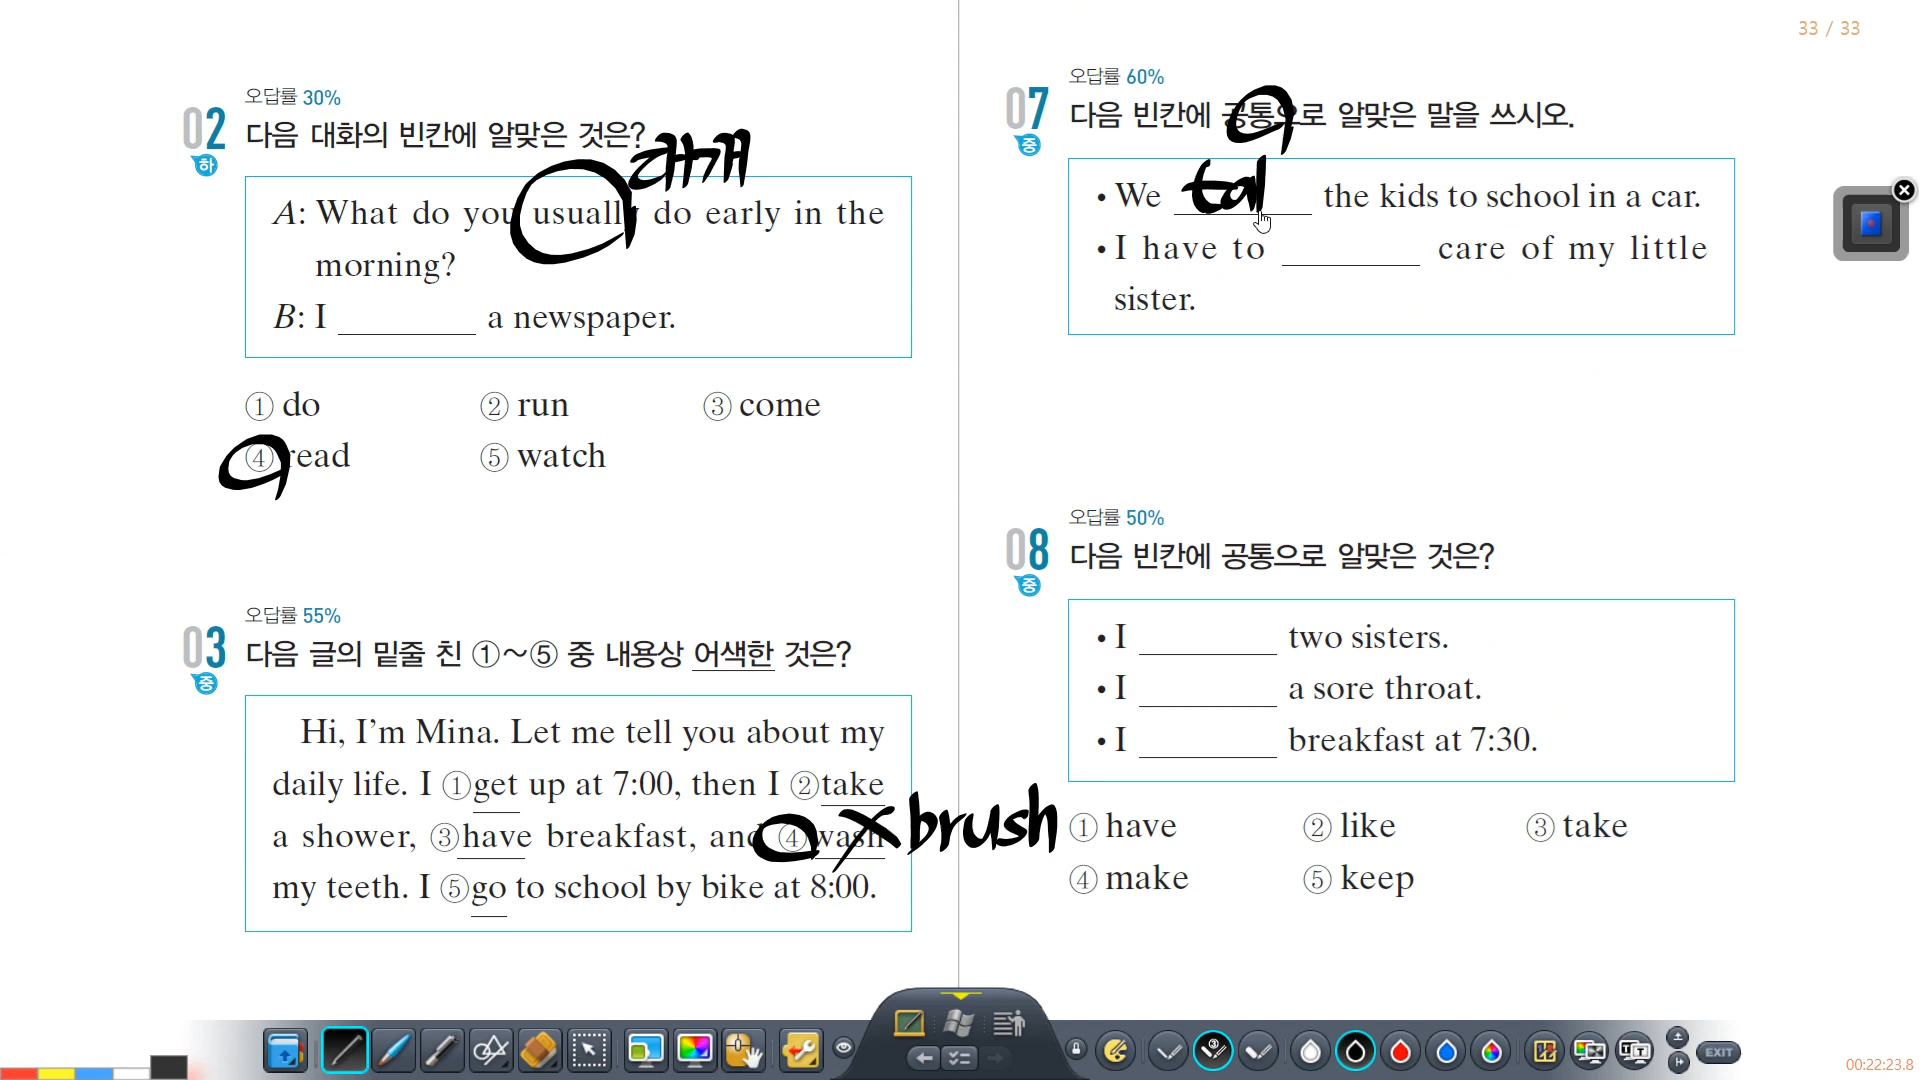 33 / 33
오답률 30%
02
하
다음 대화의 빈칸에 알맞은 것은?
A: What do you usually do early in the
morning?
B: I ________ a newspaper.
① do ② run ③ come
④ read ⑤ watch
오답률 55%
03
중
다음 글의 밑줄 친 ①~⑤ 중 내용상 어색한 것은?
Hi, I'm Mina. Let me tell you about my
daily life. I ①get up at 7:00, then I ②take
a shower, ③have breakfast, and ④wash
brush
my teeth. I ⑤go to school by bike at 8:00.
오답률 60%
07
중
다음 빈칸에 공통으로 알맞은 말을 쓰시오.
• We ________ the kids to school in a car.
• I have to ________ care of my little
sister.
오답률 50%
08
중
다음 빈칸에 공통으로 알맞은 것은?
• I ________ two sisters.
• I ________ a sore throat.
• I ________ breakfast at 7:30.
① have ② like ③ take
④ make ⑤ keep
EXIT
00:22:23.8